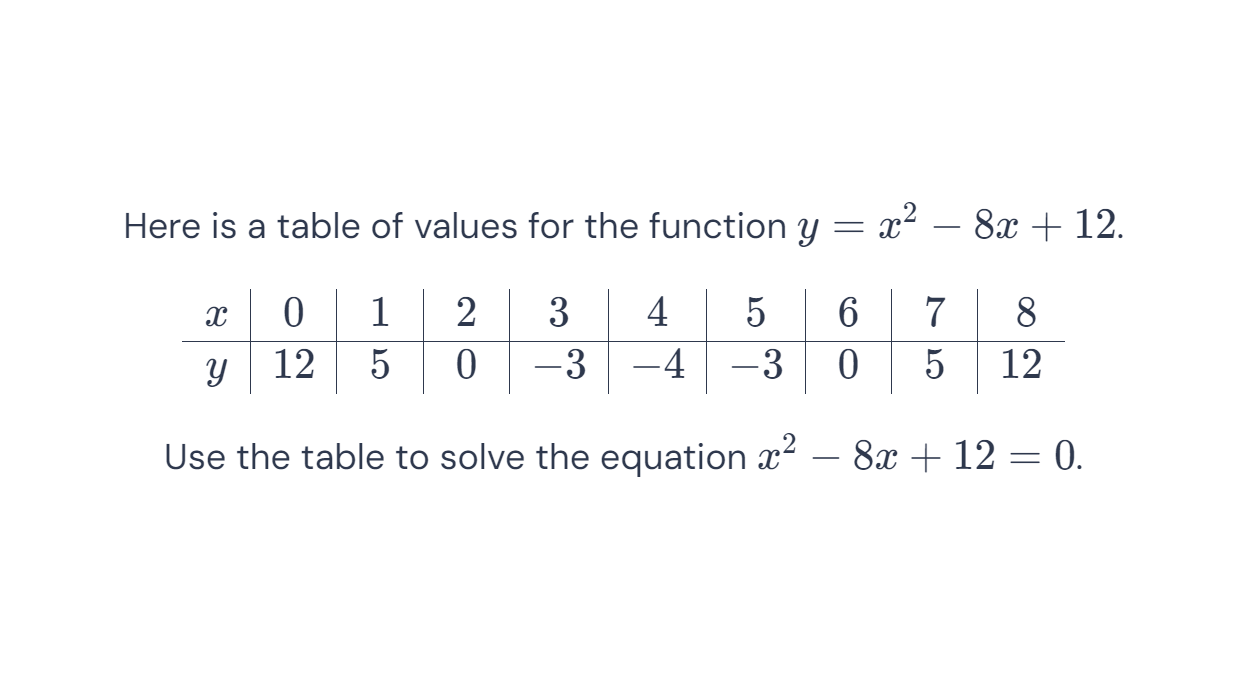 Here is a table of values for the function y = x² − 8x + 12.
x 0 1 2 3 4 5 6 7 8
y 12 5 0 −3 −4 −3 0 5 12
Use the table to solve the equation x² − 8x + 12 = 0.